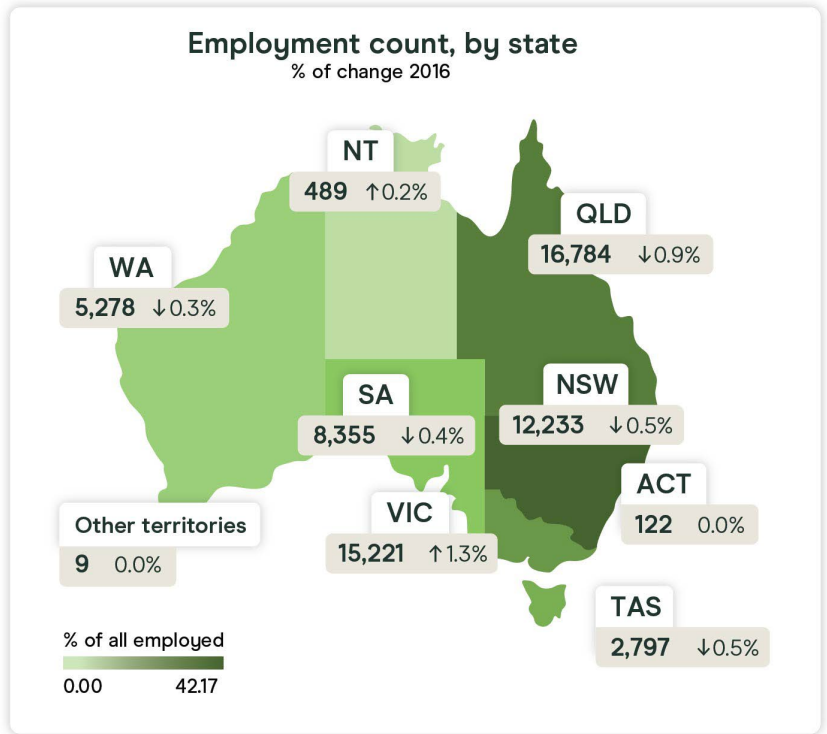 Employment count, by state
% of change 2016
NT
489 ↑0.2%
QLD
16,784 ↓0.9%
WA
5,278 ↓0.3%
SA
8,355 ↓0.4%
NSW
12,233 ↓0.5%
ACT
122 0.0%
VIC
15,221 ↑1.3%
Other territories
9 0.0%
TAS
2,797 ↓0.5%
% of all employed
0.00 42.17